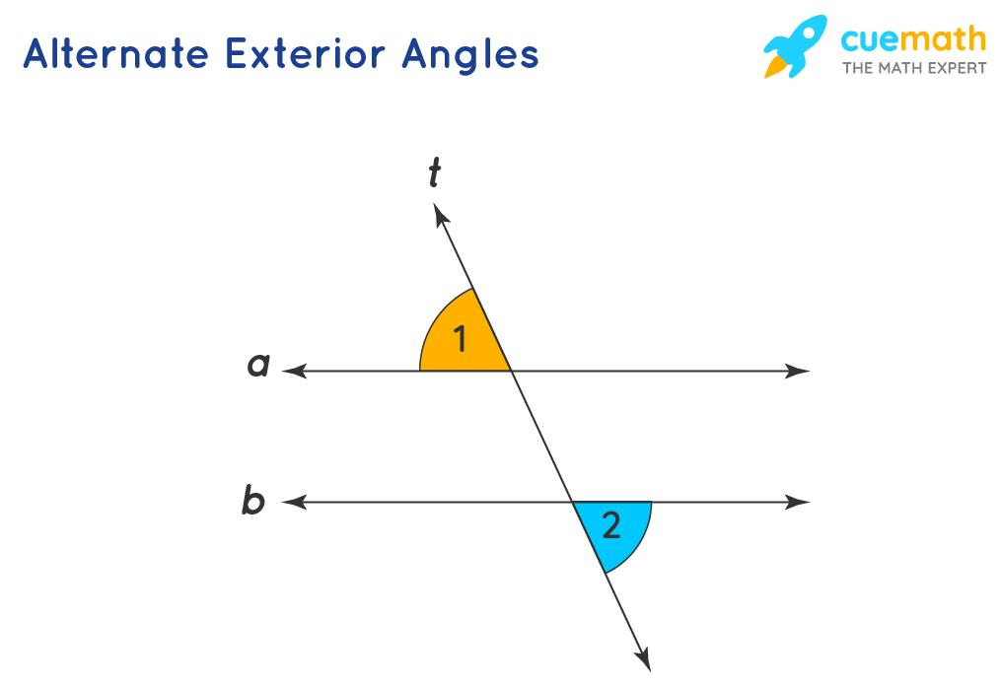 Alternate Exterior Angles
cuemath
THE MATH EXPERT
t
1
a
b
2